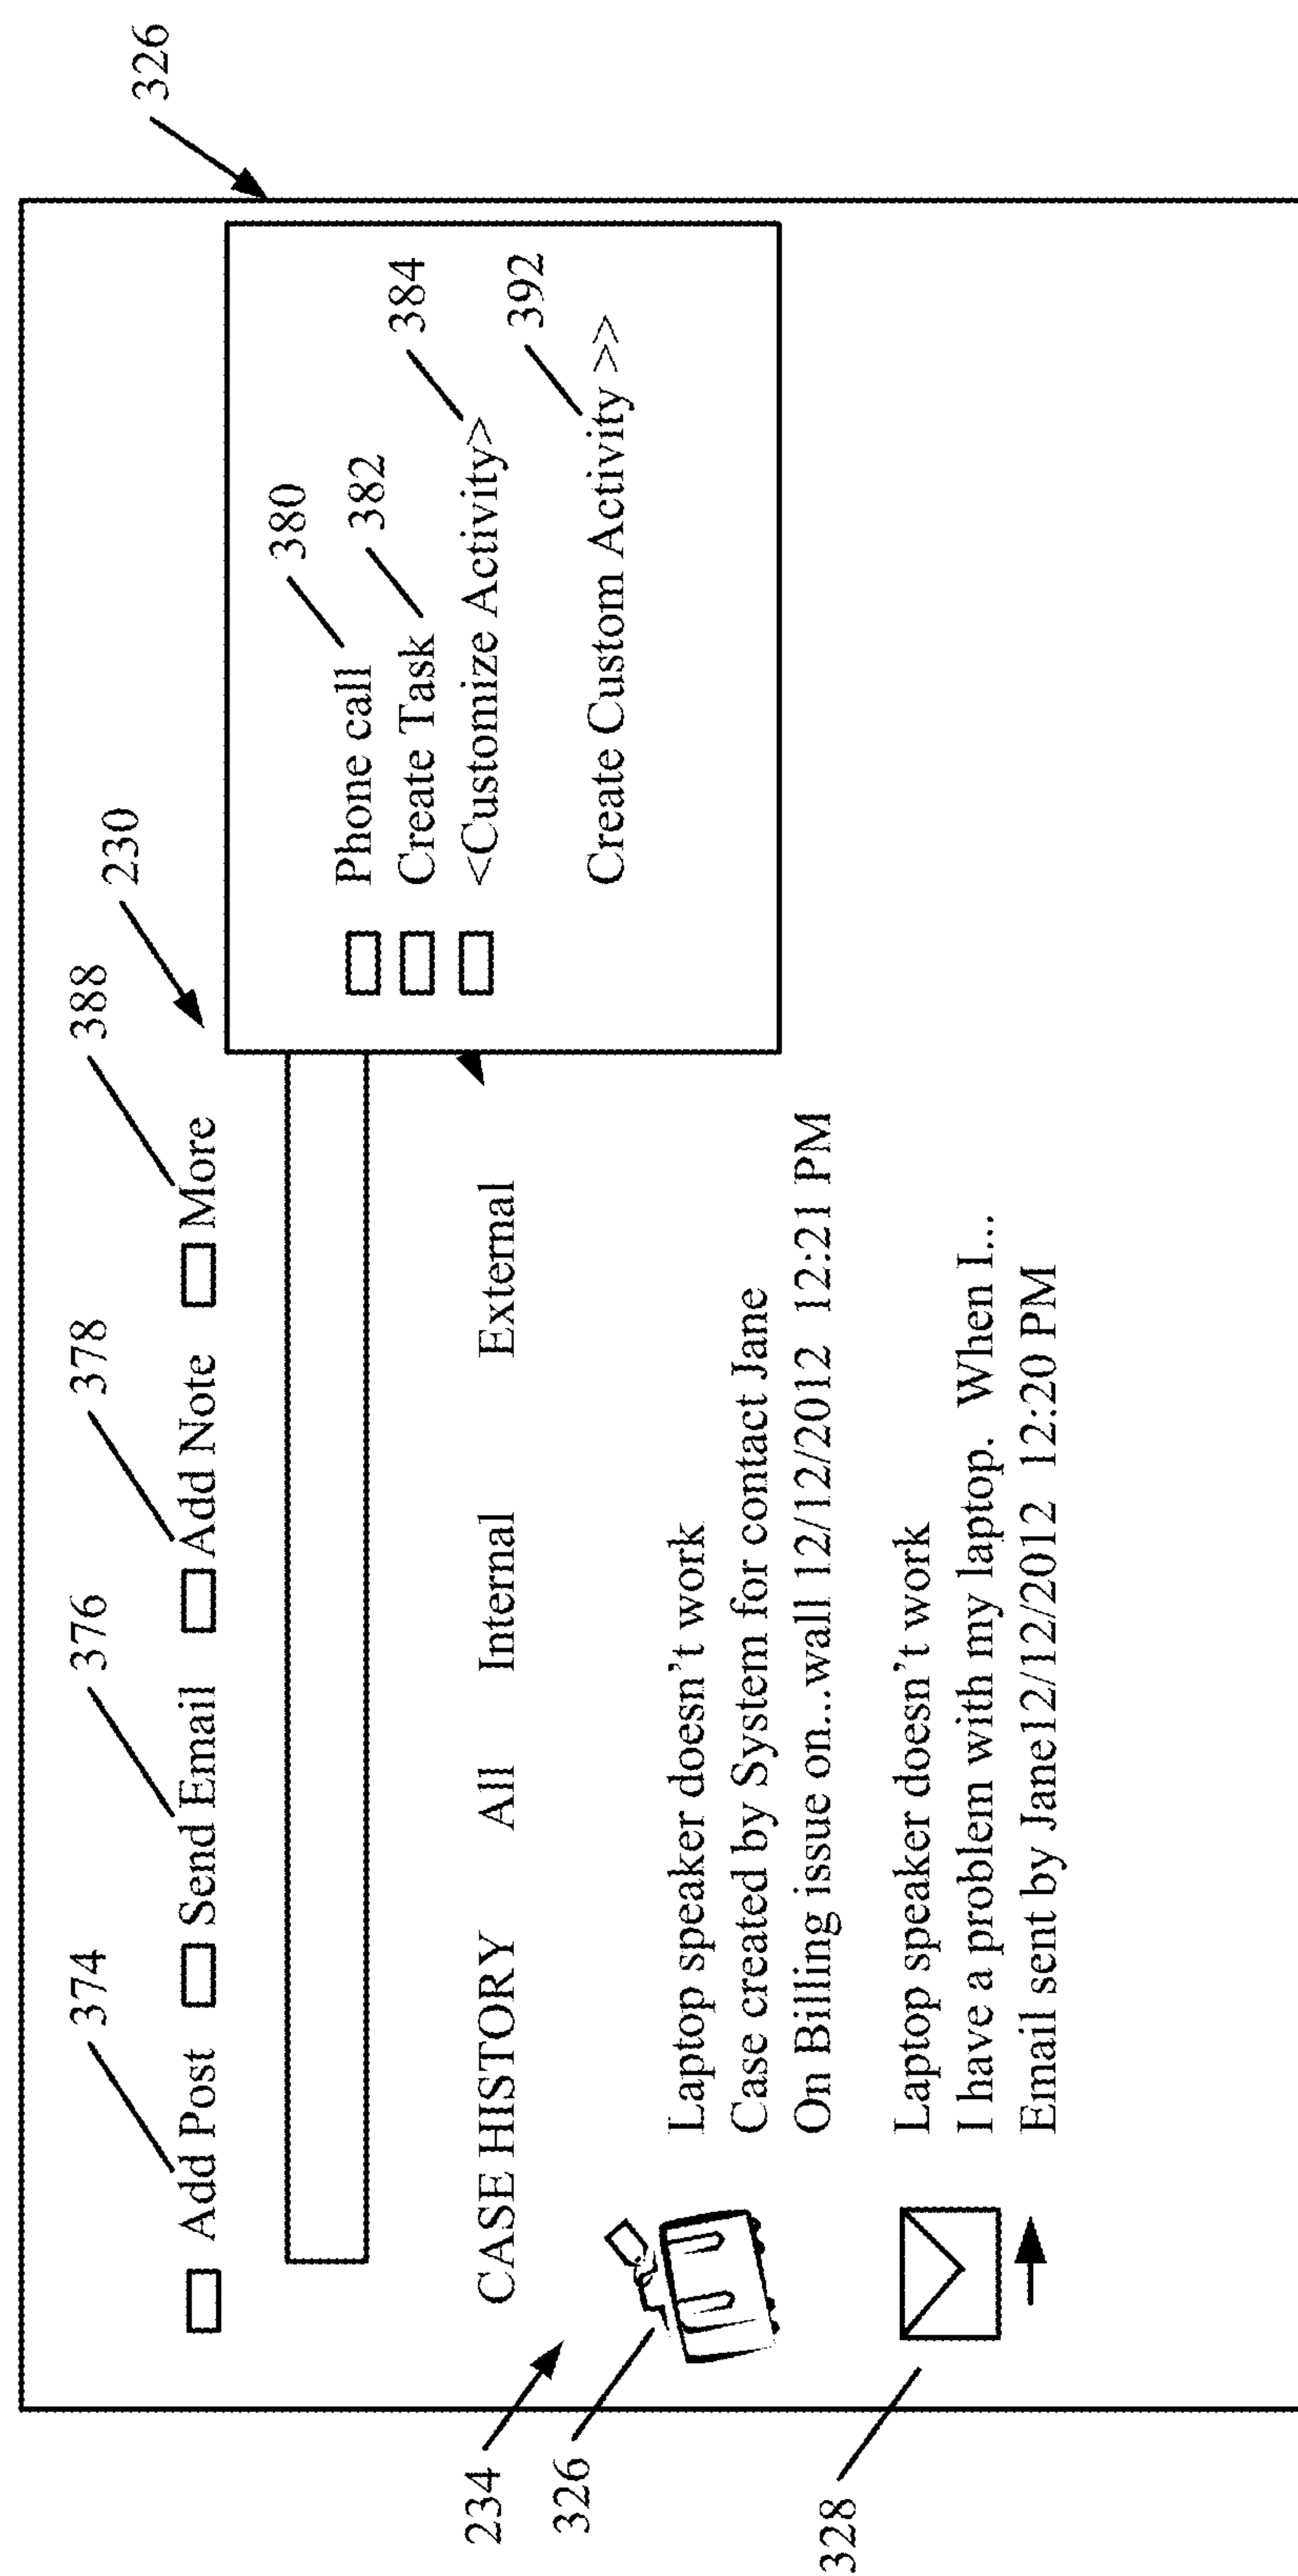 326
374
376
378
388
230
Add Post
Send Email
Add Note
More
380
Phone call
382
Create Task
384
<Customize Activity>
392
Create Custom Activity >>
CASE HISTORY All Internal External
234
326
Laptop speaker doesn't work
Case created by System for contact Jane
On Billing issue on...wall 12/12/2012 12:21 PM
328
Laptop speaker doesn't work
I have a problem with my laptop. When I...
Email sent by Jane12/12/2012 12:20 PM